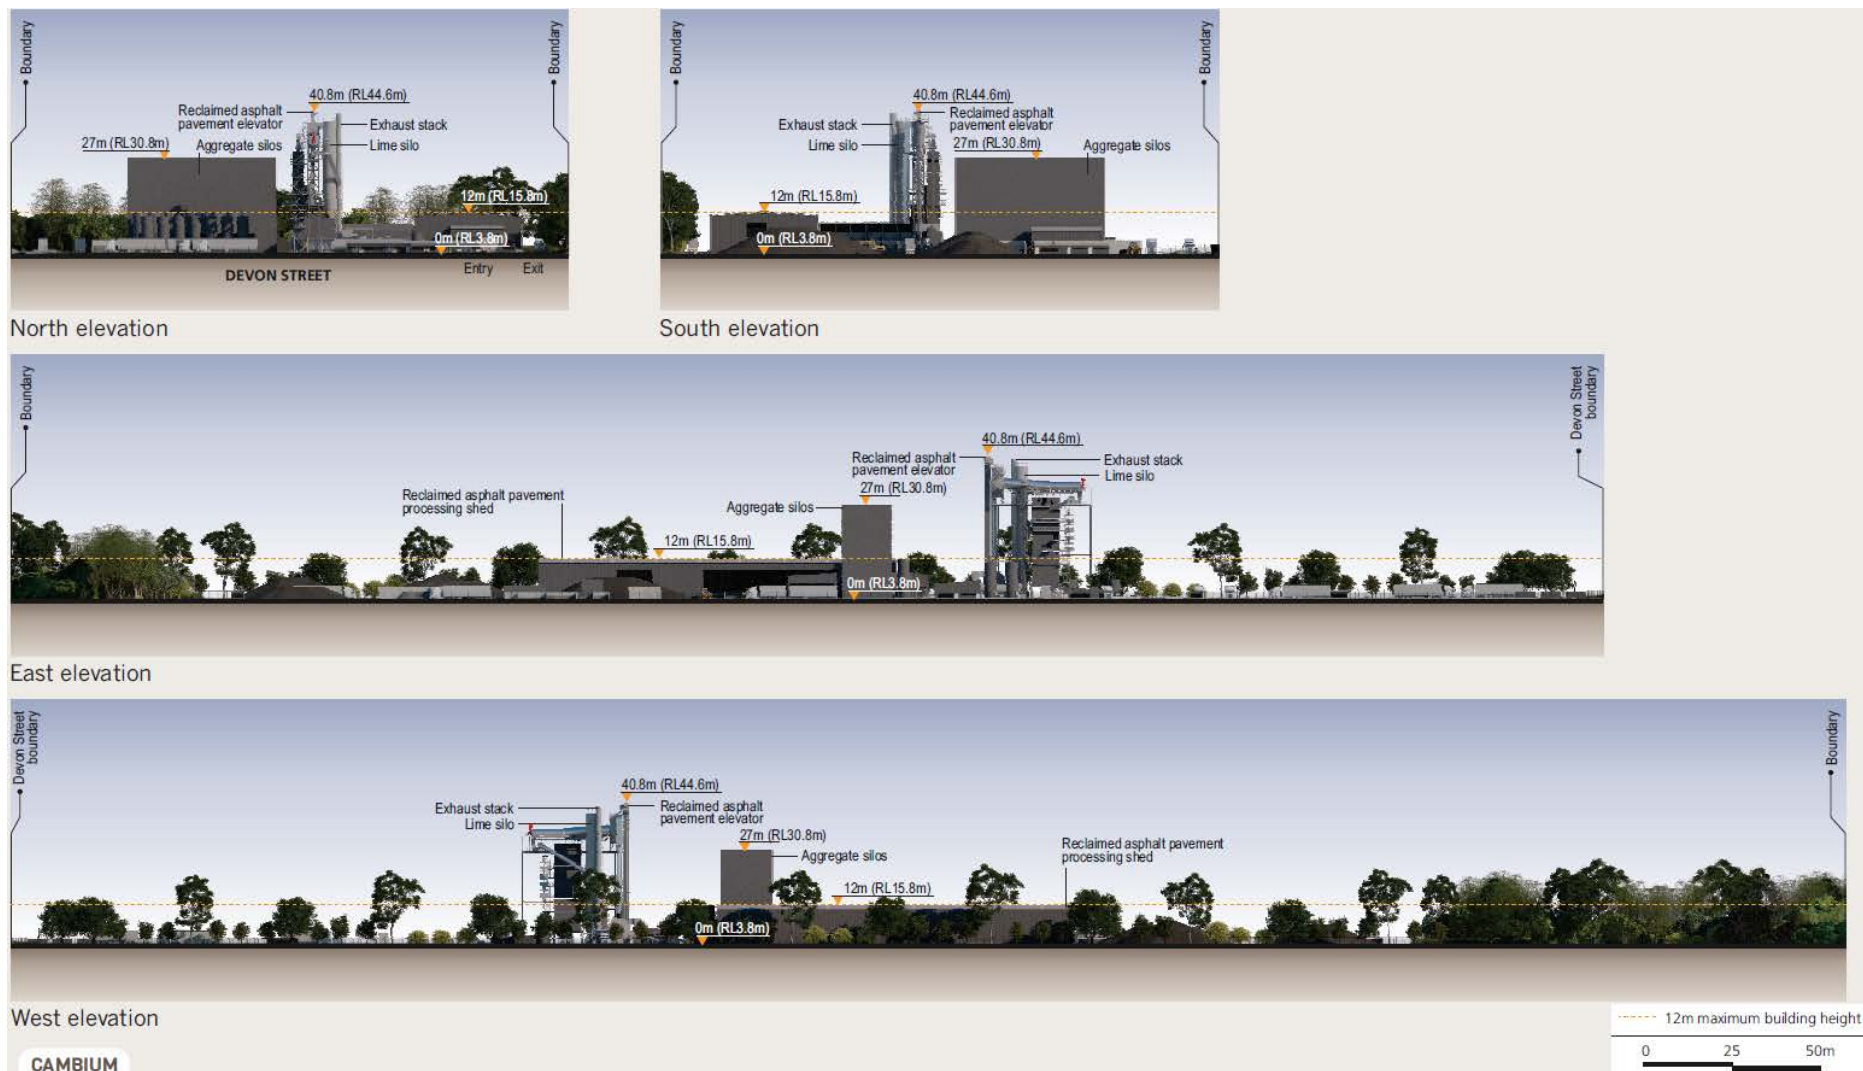 Boundary
Boundary
40.8m (RL44.6m)
Reclaimed asphalt
pavement elevator
Exhaust stack
27m (RL30.8m)
Aggregate silos
Lime silo
12m (RL15.8m)
0m (RL3.8m)
DEVON STREET
Entry
Exit
North elevation
Boundary
Boundary
40.8m (RL44.6m)
Exhaust stack
Reclaimed asphalt
pavement elevator
Lime silo
27m (RL30.8m)
Aggregate silos
12m (RL15.8m)
0m (RL3.8m)
South elevation
Boundary
Devon Street
boundary
40.8m (RL44.6m)
Reclaimed asphalt
pavement elevator
Exhaust stack
Lime silo
27m (RL30.8m)
Reclaimed asphalt pavement
processing shed
Aggregate silos
12m (RL15.8m)
0m (RL3.8m)
East elevation
Devon Street
boundary
Boundary
40.8m (RL44.6m)
Exhaust stack
Lime silo
Reclaimed asphalt
pavement elevator
27m (RL30.8m)
Aggregate silos
Reclaimed asphalt pavement
processing shed
12m (RL15.8m)
0m (RL3.8m)
West elevation
12m maximum building height
0 25 50m
CAMBIUM